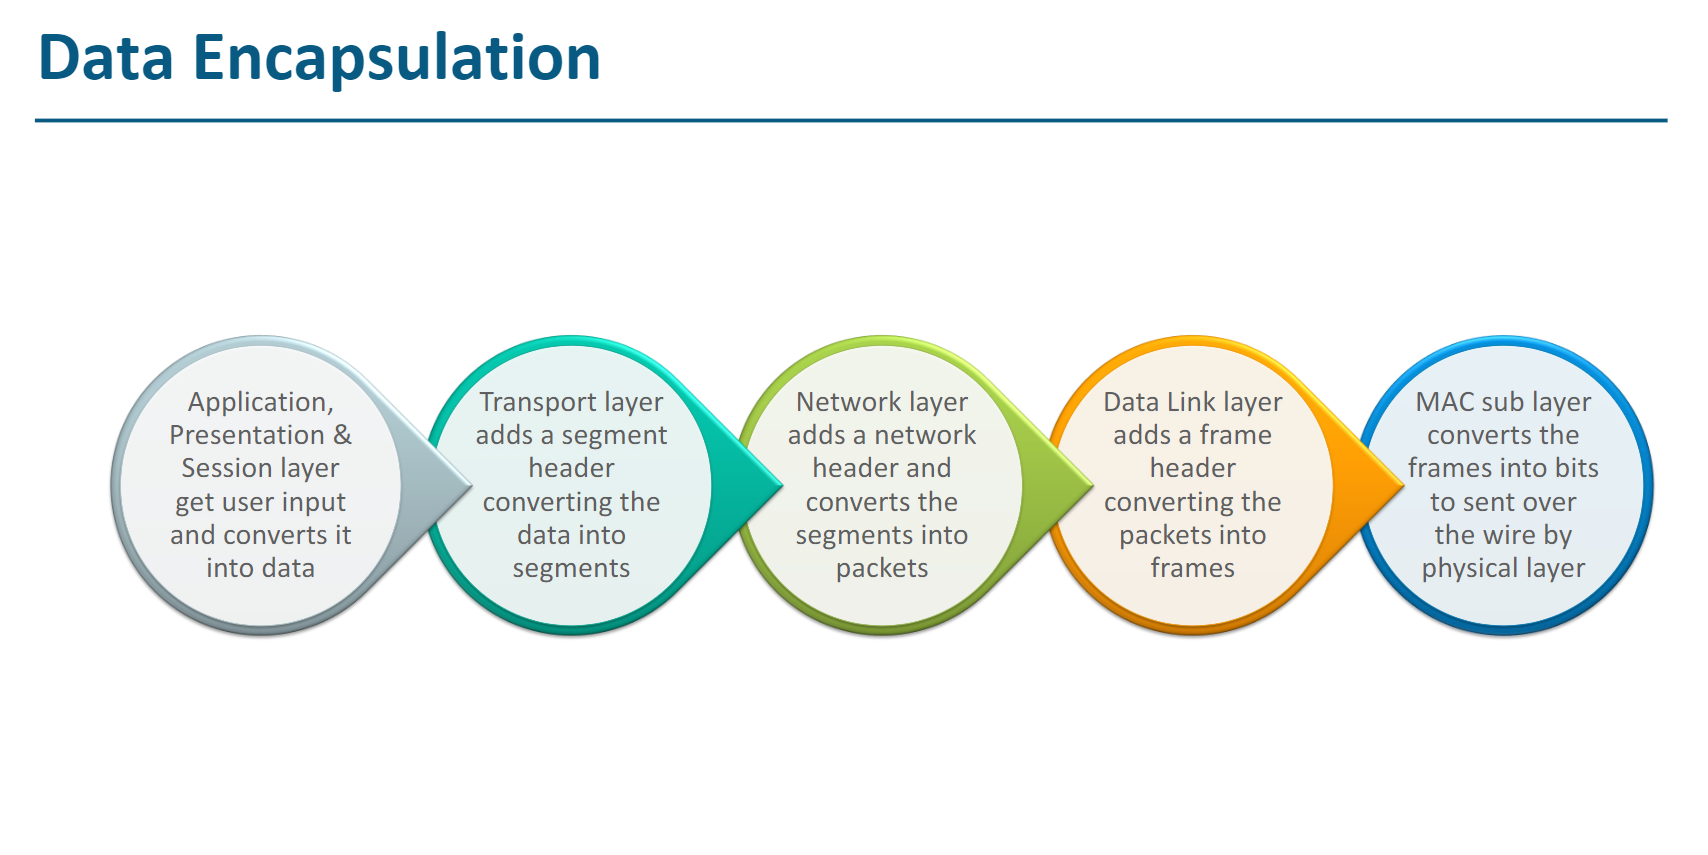 Data Encapsulation
Application,
Presentation &
Session layer
get user input
and converts it
into data
Transport layer
adds a segment
header
converting the
data into
segments
Network layer
adds a network
header and
converts the
segments into
packets
Data Link layer
adds a frame
header
converting the
packets into
frames
MAC sub layer
converts the
frames into bits
to sent over
the wire by
physical layer